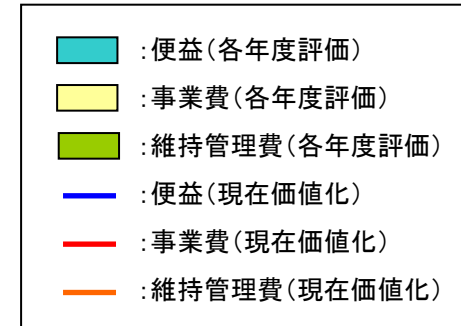 :便益(各年度評価)
:事業費(各年度評価)
:維持管理費(各年度評価)
:便益(現在価値化)
:事業費(現在価値化)
:維持管理費(現在価値化)